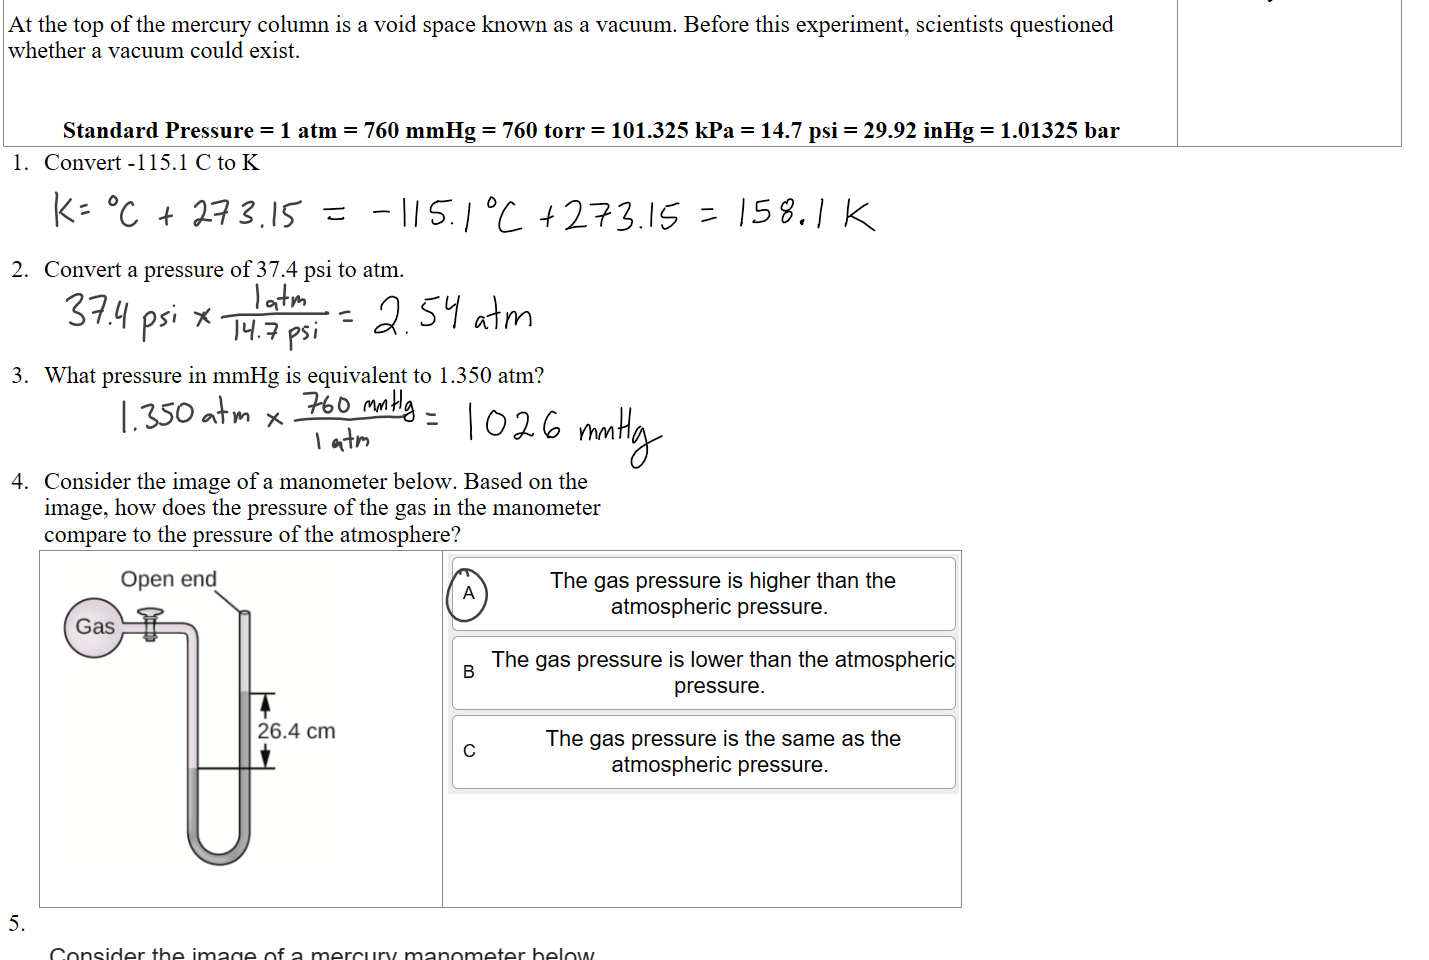 At the top of the mercury column is a void space known as a vacuum. Before this experiment, scientists questioned
whether a vacuum could exist.
Standard Pressure = 1 atm = 760 mmHg = 760 torr = 101.325 kPa = 14.7 psi = 29.92 inHg = 1.01325 bar
1. Convert -115.1 C to K
K = °C + 273.15 = -115.1°C + 273.15 = 158.1 K
2. Convert a pressure of 37.4 psi to atm.
37.4 psi × 1 atm / 14.7 psi = 2.54 atm
3. What pressure in mmHg is equivalent to 1.350 atm?
1.350 atm × 760 mmHg / 1 atm = 1026 mmHg
4. Consider the image of a manometer below. Based on the
image, how does the pressure of the gas in the manometer
compare to the pressure of the atmosphere?
Open end
Gas
26.4 cm
A The gas pressure is higher than the
atmospheric pressure.
B The gas pressure is lower than the atmospheric
pressure.
C The gas pressure is the same as the
atmospheric pressure.
5.
Consider the image of a mercury manometer below